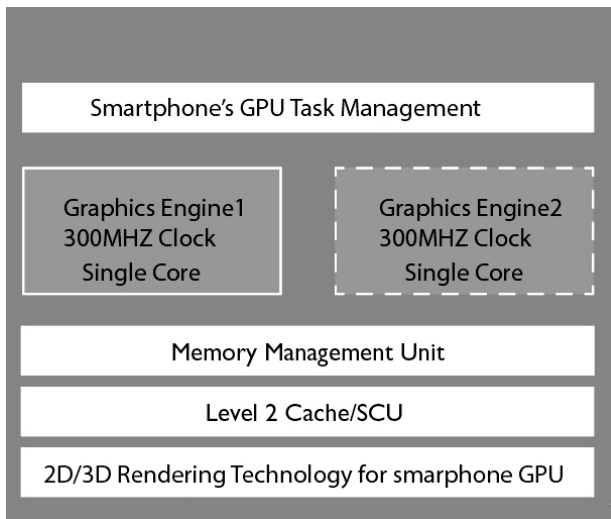 Smartphone's GPU Task Management
Graphics Engine1
300MHZ Clock
Single Core
Graphics Engine2
300MHZ Clock
Single Core
Memory Management Unit
Level 2 Cache/SCU
2D/3D Rendering Technology for smarphone GPU